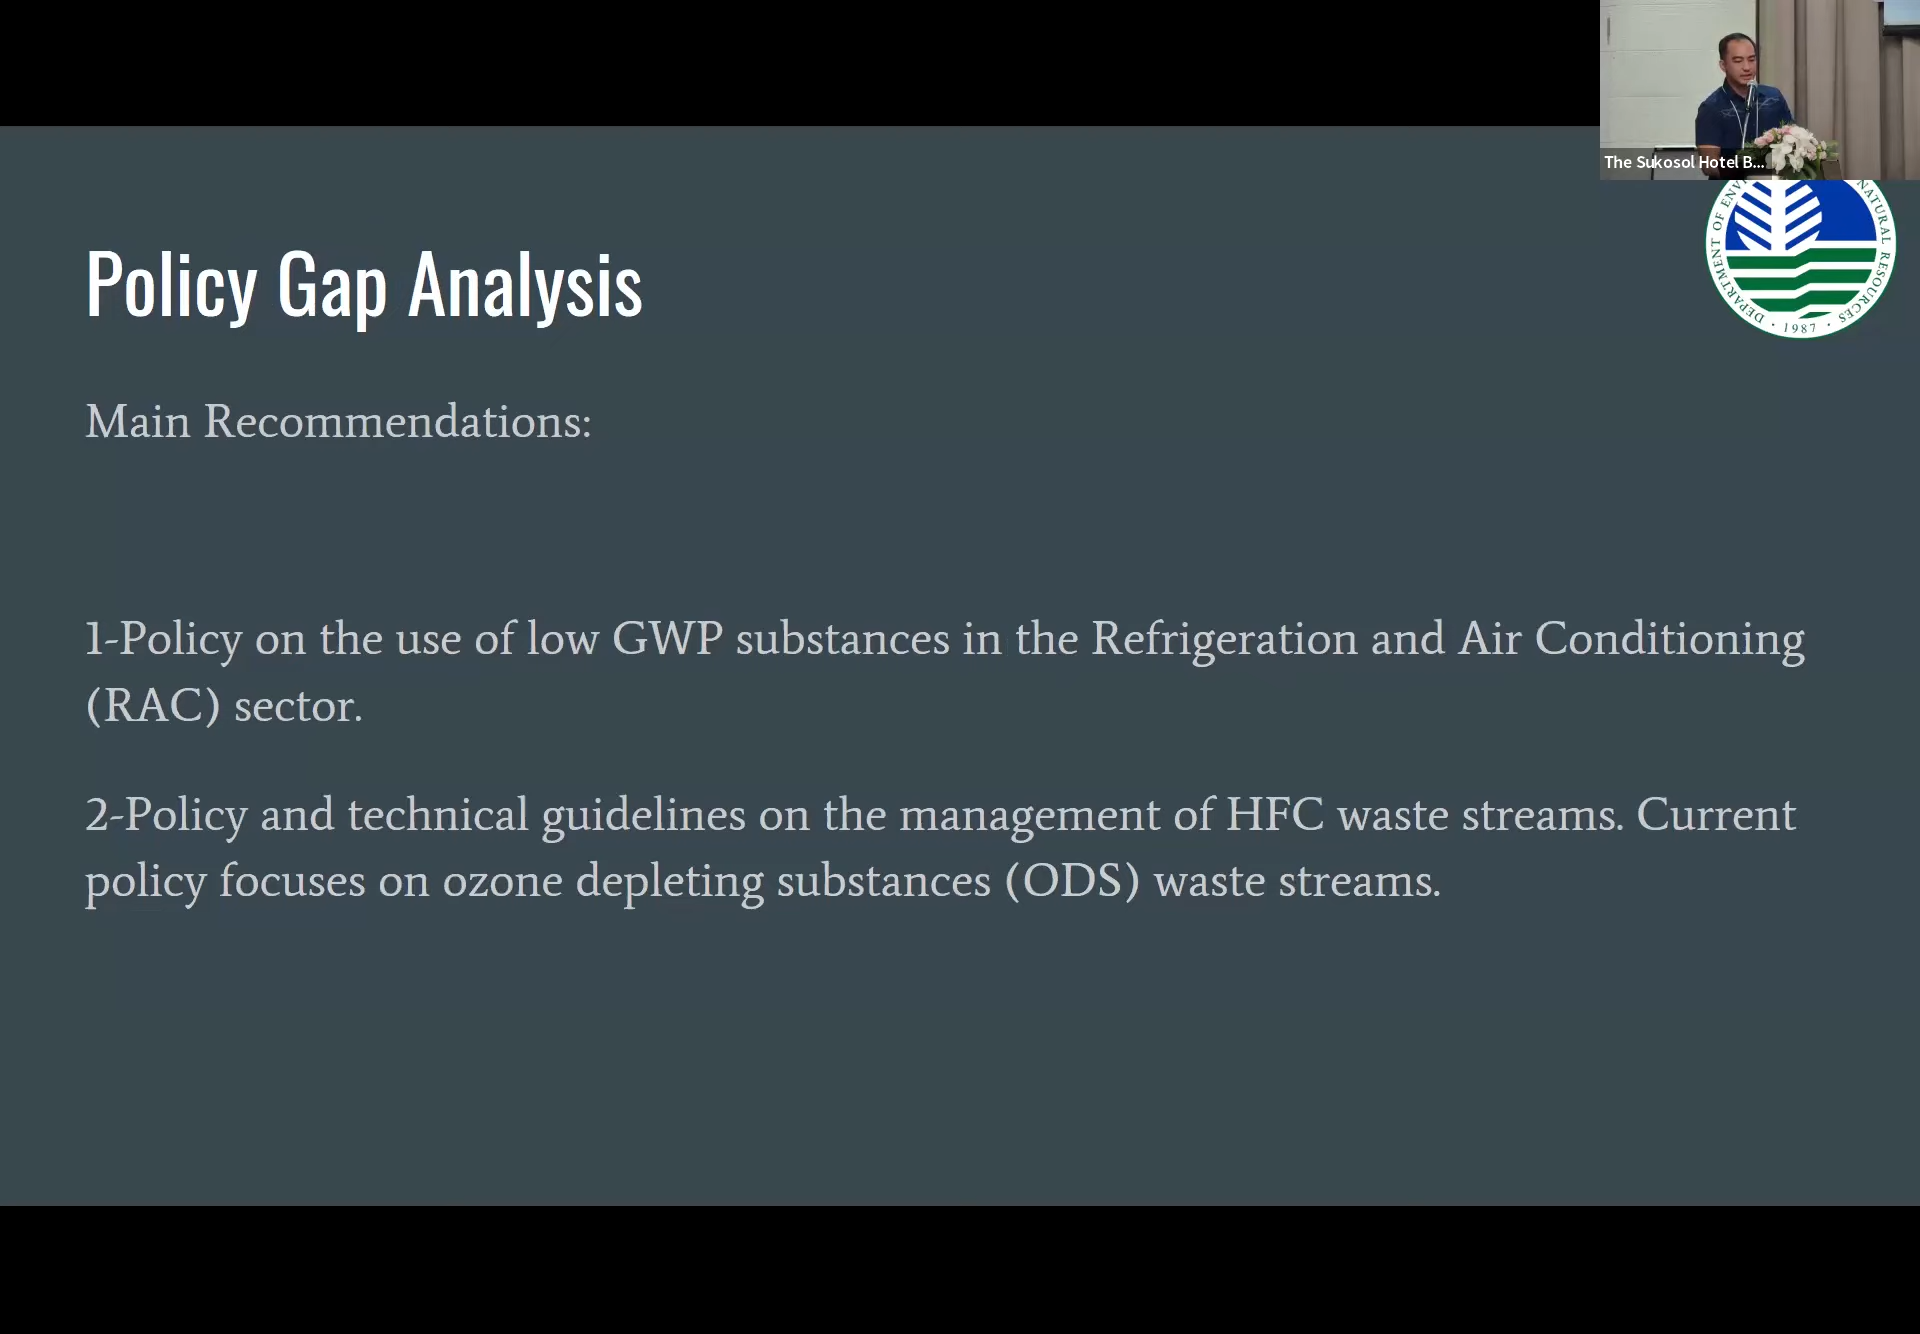 The Sukosol Hotel B...
DEPARTMENT OF ENVI NATURAL RESOURCES
· 1987 ·
Policy Gap Analysis
Main Recommendations:
1-Policy on the use of low GWP substances in the Refrigeration and Air Conditioning
(RAC) sector.
2-Policy and technical guidelines on the management of HFC waste streams. Current
policy focuses on ozone depleting substances (ODS) waste streams.